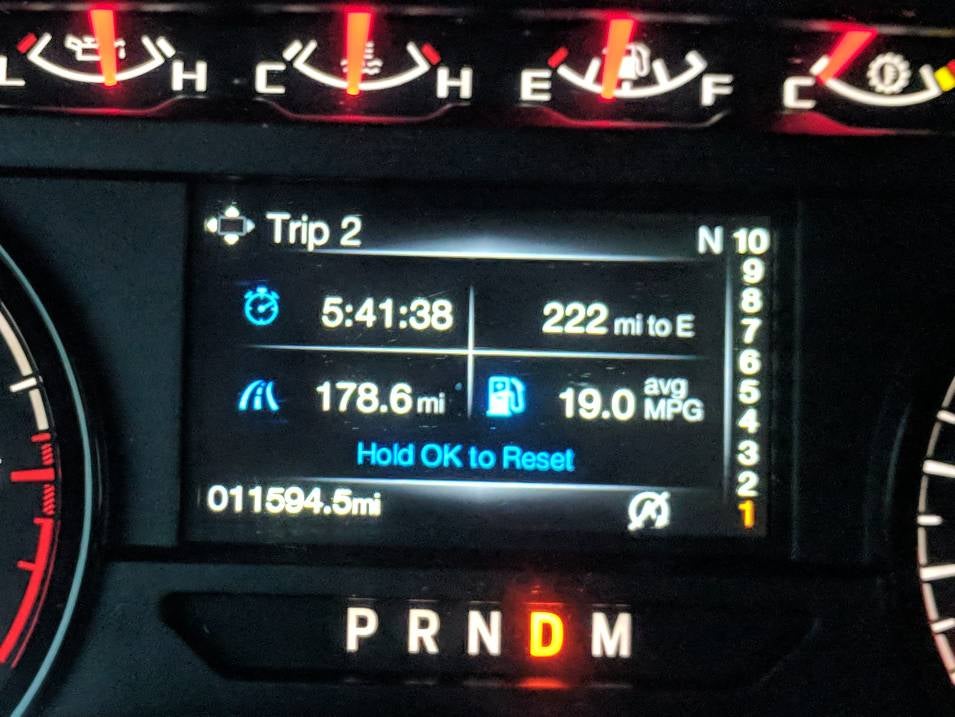 L H C H E F C
Trip 2
N 10
9
8
7
6
5
4
3
2
1
5:41:38
222 mi to E
178.6 mi
19.0 avg MPG
Hold OK to Reset
011594.5mi
P R N D M